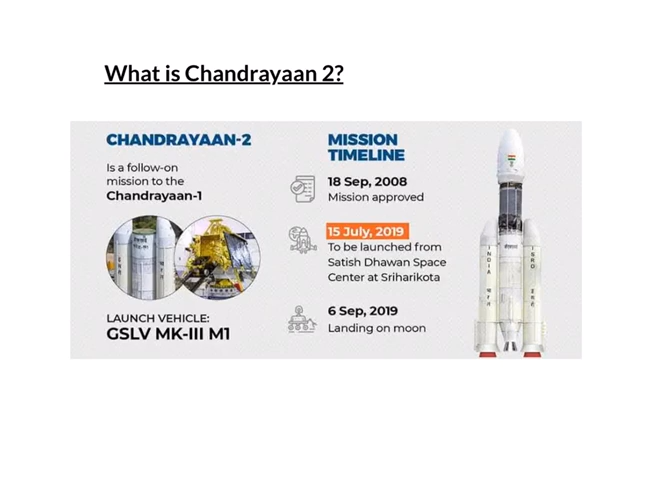 What is Chandrayaan 2?
CHANDRAYAAN-2
Is a follow-on
mission to the
Chandrayaan-1
LAUNCH VEHICLE:
GSLV MK-III M1
MISSION
TIMELINE
18 Sep, 2008
Mission approved
15 July, 2019
To be launched from
Satish Dhawan Space
Center at Sriharikota
6 Sep, 2019
Landing on moon
INDIA
भारत
ISRO
इसरो